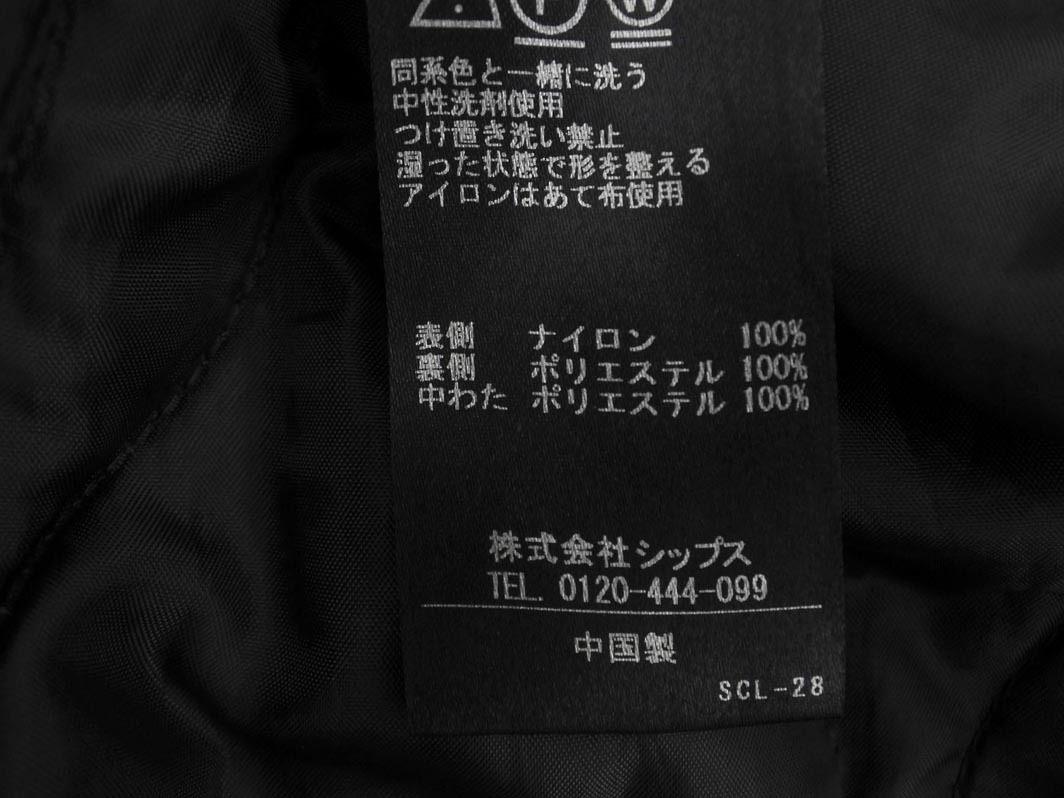 P W
同系色と一緒に洗う
中性洗剤使用
つけ置き洗い禁止
湿った状態で形を整える
アイロンはあて布使用
表側 ナイロン 100%
裏側 ポリエステル 100%
中わた ポリエステル 100%
株式会社シップス
TEL. 0120-444-099
中国製
SCL-28